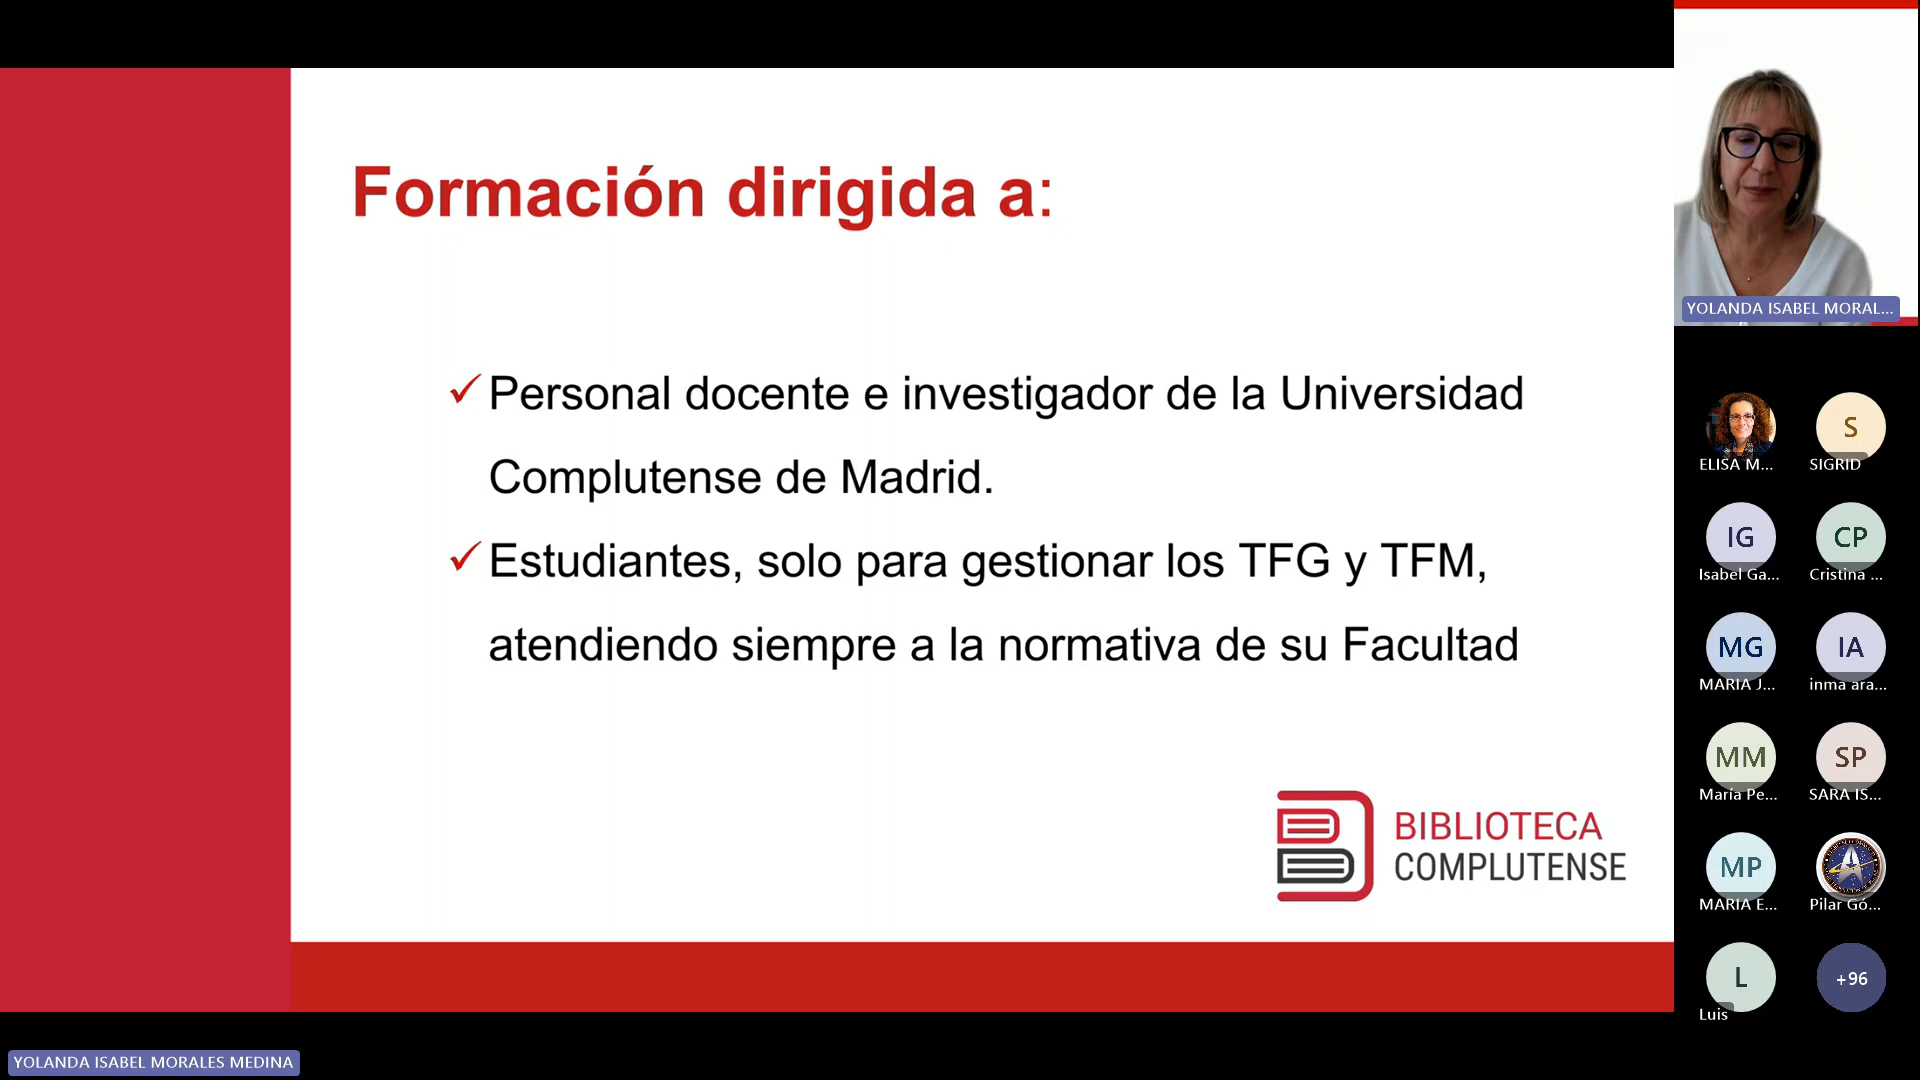 Formación dirigida a:
Personal docente e investigador de la Universidad
Complutense de Madrid.
Estudiantes, solo para gestionar los TFG y TFM,
atendiendo siempre a la normativa de su Facultad
BIBLIOTECA
COMPLUTENSE
YOLANDA ISABEL MORAL...
ELISA M...
S
SIGRID
IG
Isabel Ga...
CP
Cristina ...
MG
MARIA J...
IA
inma ara...
MM
María Pe...
SP
SARA IS...
MP
MARIA E...
Pilar Gó...
L
Luis
+96
YOLANDA ISABEL MORALES MEDINA